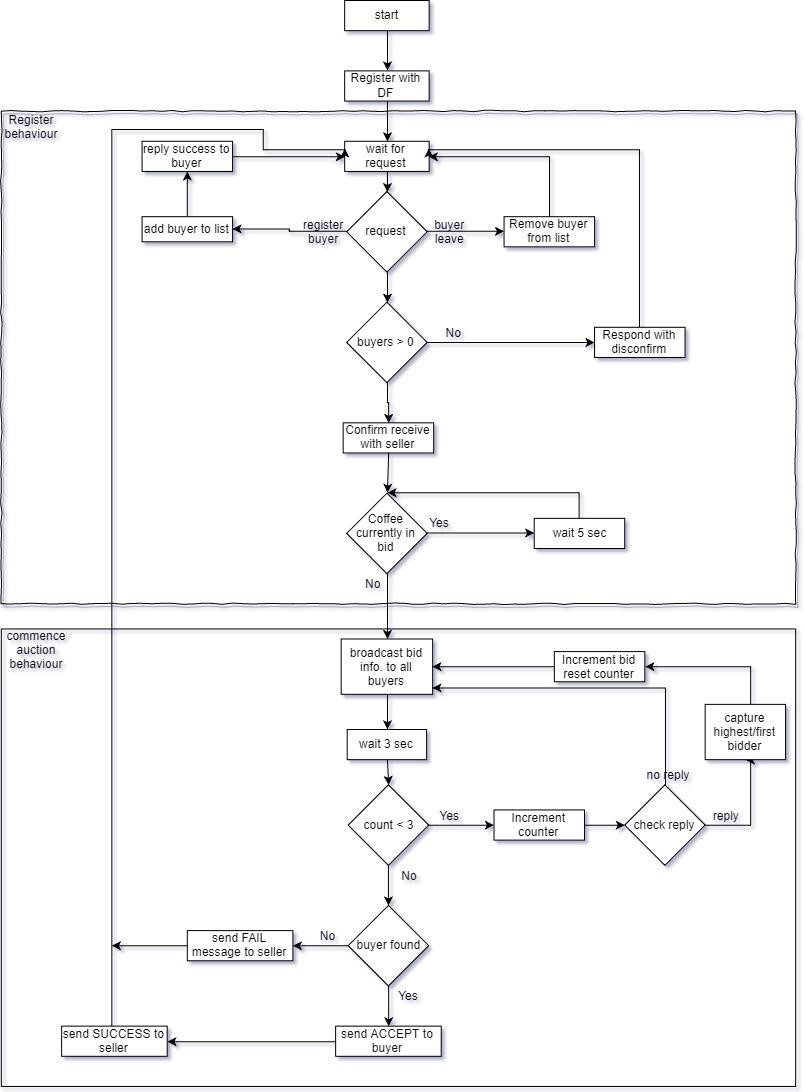 start
Register with
DF
Register
behaviour
wait for
request
reply success to
buyer
add buyer to list
register
buyer
request
buyer
leave
Remove buyer
from list
buyers > 0
No
Respond with
disconfirm
Confirm receive
with seller
Coffee
currently in
bid
Yes
wait 5 sec
No
commence
auction
behaviour
broadcast bid
info. to all
buyers
Increment bid
reset counter
capture
highest/first
bidder
wait 3 sec
no reply
count < 3
Yes
Increment
counter
check reply
reply
No
buyer found
No
send FAIL
message to seller
Yes
send ACCEPT to
buyer
send SUCCESS to
seller